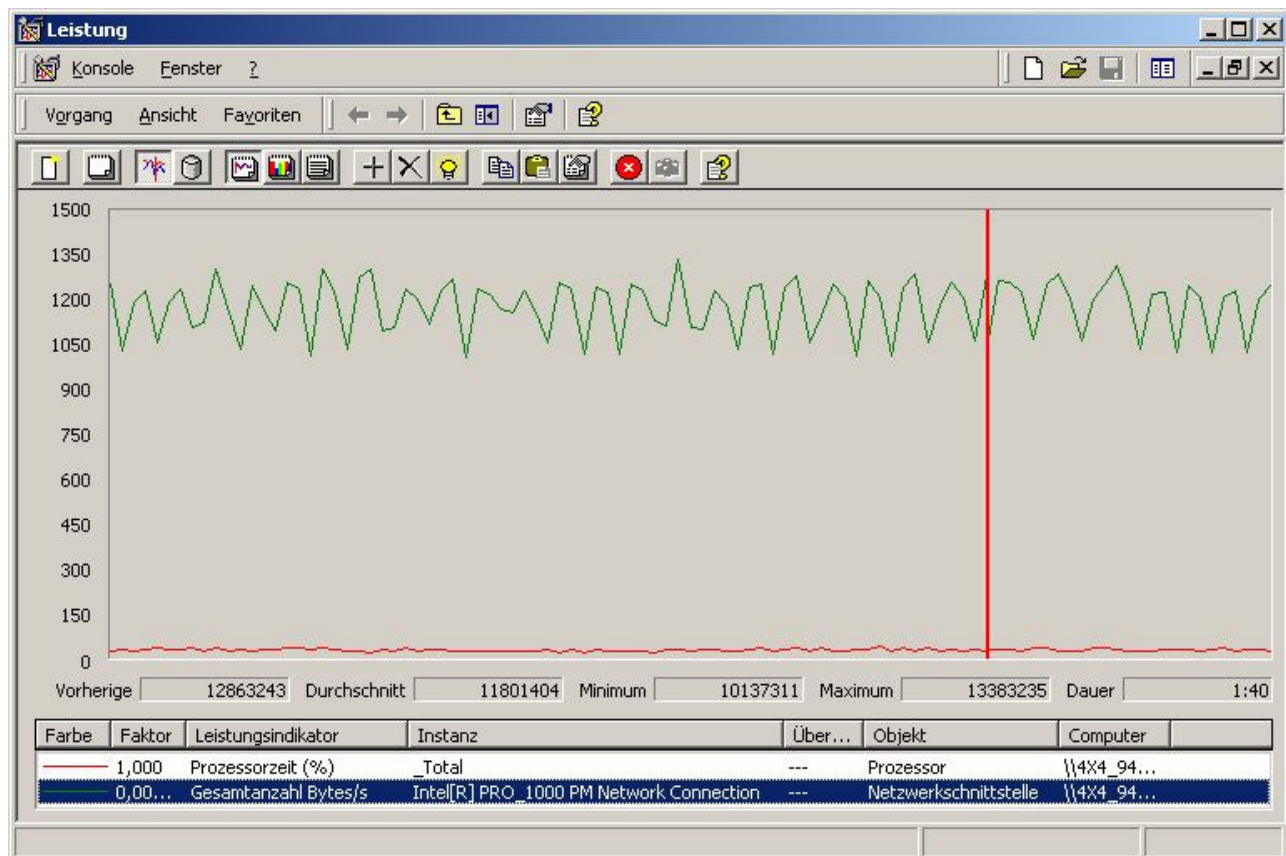 Leistung
Konsole Fenster ?
Vorgang Ansicht Favoriten
1500
1350
1200
1050
900
750
600
450
300
150
0
Vorherige 12863243 Durchschnitt 11801404 Minimum 10137311 Maximum 13383235 Dauer 1:40
Farbe Faktor Leistungsindikator Instanz Über... Objekt Computer
1,000 Prozessorzeit (%) _Total --- Prozessor \\4X4_94...
0,00... Gesamtanzahl Bytes/s Intel[R] PRO_1000 PM Network Connection --- Netzwerkschnittstelle \\4X4_94...